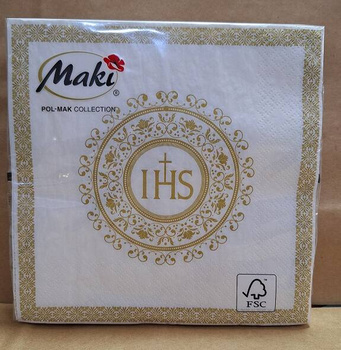 Maki
®
POL-MAK COLLECTION
IHS
FSC